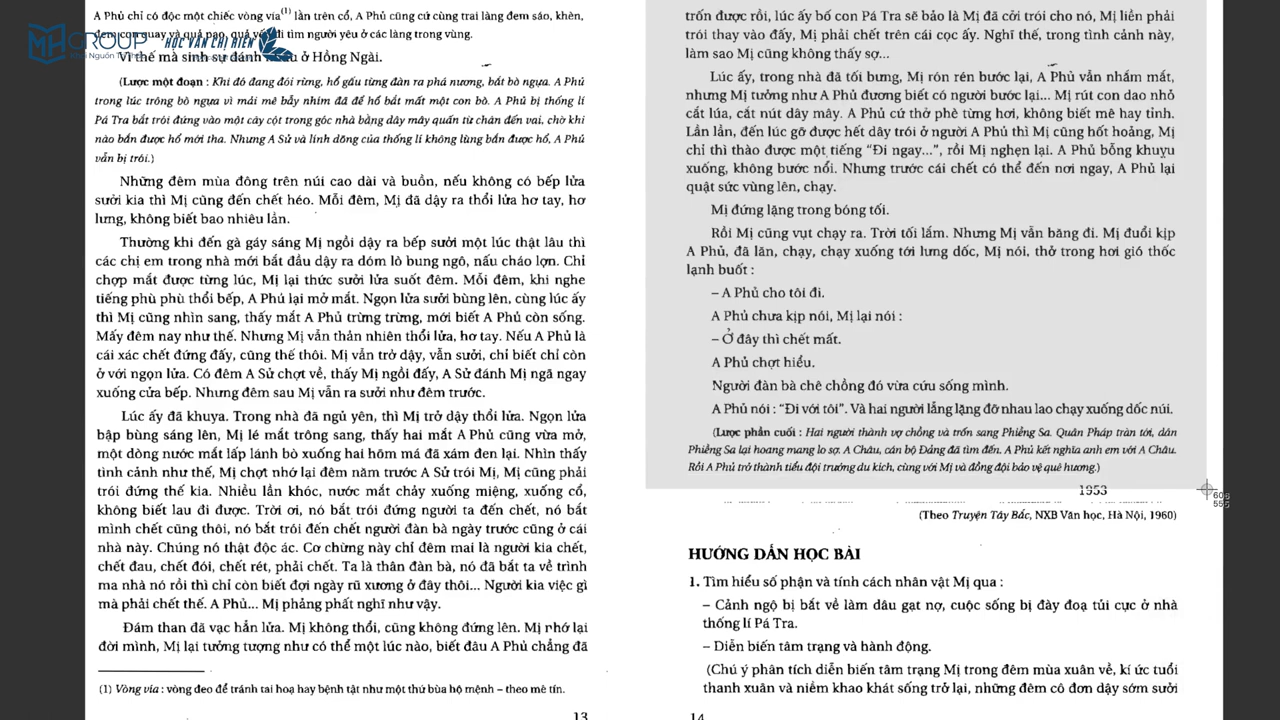 A Phủ chỉ có độc một chiếc vòng vía(1) lằn trên cổ, A Phủ cũng cứ cùng trai làng đem sáo, khèn,
đem con quay và quả pao, quả yến đi tìm người yêu ở các làng trong vùng.
MH GROUP
HỌC VĂN CHỊ HIÊN
Vì thế mà sinh sự đánh nhau ở Hồng Ngài.
(Lược một đoạn : Khi đó đang đói rừng, hổ gấu từng đàn ra phá nương, bắt bò ngựa. A Phủ
trong lúc trông bò ngựa vì mải mê bẫy nhím đã để hổ bắt mất một con bò. A Phủ bị thống lí
Pá Tra bắt trói đứng vào một cây cột trong góc nhà bằng dây mây quấn từ chân đến vai, chờ khi
nào bắn được hổ mới tha. Nhưng A Sử và lính dõng của thống lí không lùng bắn được hổ, A Phủ
vẫn bị trói.)
Những đêm mùa đông trên núi cao dài và buồn, nếu không có bếp lửa
sưởi kia thì Mị cũng đến chết héo. Mỗi đêm, Mị đã dậy ra thổi lửa hơ tay, hơ
lưng, không biết bao nhiêu lần.
Thường khi đến gà gáy sáng Mị ngồi dậy ra bếp sưởi một lúc thật lâu thì
các chị em trong nhà mới bắt đầu dậy ra dóm lò bung ngô, nấu cháo lợn. Chỉ
chợp mắt được từng lúc, Mị lại thức sưởi lửa suốt đêm. Mỗi đêm, khi nghe
tiếng phù phù thổi bếp, A Phủ lại mở mắt. Ngọn lửa sưởi bùng lên, cùng lúc ấy
thì Mị cũng nhìn sang, thấy mắt A Phủ trừng trừng, mới biết A Phủ còn sống.
Mấy đêm nay như thế. Nhưng Mị vẫn thản nhiên thổi lửa, hơ tay. Nếu A Phủ là
cái xác chết đứng đấy, cũng thế thôi. Mị vẫn trở dậy, vẫn sưởi, chỉ biết chỉ còn
ở với ngọn lửa. Có đêm A Sử chợt về, thấy Mị ngồi đấy, A Sử đánh Mị ngã ngay
xuống cửa bếp. Nhưng đêm sau Mị vẫn ra sưởi như đêm trước.
Lúc ấy đã khuya. Trong nhà đã ngủ yên, thì Mị trở dậy thổi lửa. Ngọn lửa
bập bùng sáng lên, Mị lé mắt trông sang, thấy hai mắt A Phủ cũng vừa mở,
một dòng nước mắt lấp lánh bò xuống hai hõm má đã xám đen lại. Nhìn thấy
tình cảnh như thế, Mị chợt nhớ lại đêm năm trước A Sử trói Mị, Mị cũng phải
trói đứng thế kia. Nhiều lần khóc, nước mắt chảy xuống miệng, xuống cổ,
không biết lau đi được. Trời ơi, nó bắt trói đứng người ta đến chết, nó bắt
mình chết cũng thôi, nó bắt trói đến chết người đàn bà ngày trước cũng ở cái
nhà này. Chúng nó thật độc ác. Cơ chừng này chỉ đêm mai là người kia chết,
chết đau, chết đói, chết rét, phải chết. Ta là thân đàn bà, nó đã bắt ta về trình
ma nhà nó rồi thì chỉ còn biết đợi ngày rũ xương ở đây thôi... Người kia việc gì
mà phải chết thế. A Phủ... Mị phảng phất nghĩ như vậy.
Đám than đã vạc hẳn lửa. Mị không thổi, cũng không đứng lên. Mị nhớ lại
đời mình, Mị lại tưởng tượng như có thể một lúc nào, biết đâu A Phủ chẳng đã
(1) Vòng vía : vòng đeo để tránh tai hoạ hay bệnh tật như một thứ bùa hộ mệnh – theo mê tín.
13
trốn được rồi, lúc ấy bố con Pá Tra sẽ bảo là Mị đã cởi trói cho nó, Mị liền phải
trói thay vào đấy, Mị phải chết trên cái cọc ấy. Nghĩ thế, trong tình cảnh này,
làm sao Mị cũng không thấy sợ...
Lúc ấy, trong nhà đã tối bưng, Mị rón rén bước lại, A Phủ vẫn nhắm mắt,
nhưng Mị tưởng như A Phủ đương biết có người bước lại... Mị rút con dao nhỏ
cắt lúa, cắt nút dây mây. A Phủ cứ thở phè từng hơi, không biết mê hay tỉnh.
Lần lần, đến lúc gỡ được hết dây trói ở người A Phủ thì Mị cũng hốt hoảng, Mị
chỉ thì thào được một tiếng “Đi ngay...”, rồi Mị nghẹn lại. A Phủ bỗng khuỵu
xuống, không bước nổi. Nhưng trước cái chết có thể đến nơi ngay, A Phủ lại
quật sức vùng lên, chạy.
Mị đứng lặng trong bóng tối.
Rồi Mị cũng vụt chạy ra. Trời tối lắm. Nhưng Mị vẫn băng đi. Mị đuổi kịp
A Phủ, đã lăn, chạy, chạy xuống tới lưng dốc, Mị nói, thở trong hơi gió thốc
lạnh buốt :
– A Phủ cho tôi đi.
A Phủ chưa kịp nói, Mị lại nói :
– Ở đây thì chết mất.
A Phủ chợt hiểu.
Người đàn bà chê chồng đó vừa cứu sống mình.
A Phủ nói : “Đi với tôi”. Và hai người lẳng lặng đỡ nhau lao chạy xuống dốc núi.
(Lược phần cuối : Hai người thành vợ chồng và trốn sang Phiềng Sa. Quân Pháp tràn tới, dân
Phiềng Sa lại hoang mang lo sợ. A Châu, cán bộ Đảng đã tìm đến. A Phủ kết nghĩa anh em với A Châu.
Rồi A Phủ trở thành tiểu đội trưởng du kích, cùng với Mị và đồng đội bảo vệ quê hương.)
1953
606
555
(Theo Truyện Tây Bắc, NXB Văn học, Hà Nội, 1960)
HƯỚNG DẪN HỌC BÀI
1. Tìm hiểu số phận và tính cách nhân vật Mị qua :
– Cảnh ngộ bị bắt về làm dâu gạt nợ, cuộc sống bị đày đoạ tủi cực ở nhà
thống lí Pá Tra.
– Diễn biến tâm trạng và hành động.
(Chú ý phân tích diễn biến tâm trạng Mị trong đêm mùa xuân về, kí ức tuổi
thanh xuân và niềm khao khát sống trở lại, những đêm cô đơn dậy sớm sưởi
14